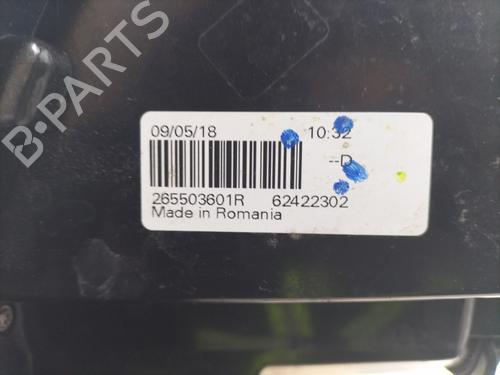 B-PARTS
09/05/18 10:32
--D
265503601R 62422302
Made in Romania